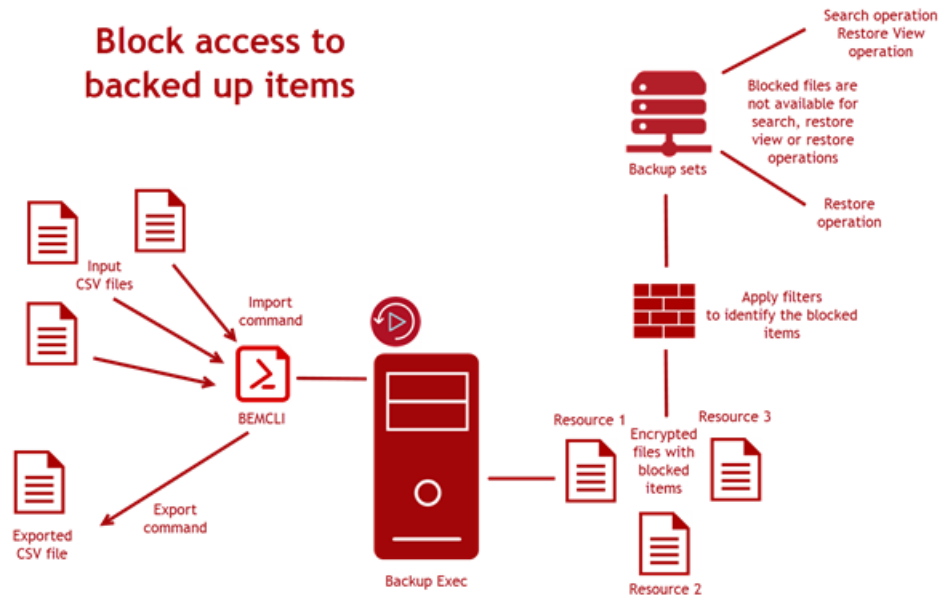 Block access to
backed up items
Input
CSV files
Import
command
BEMCLI
Export
command
Exported
CSV file
Backup Exec
Resource 1
Resource 3
Encrypted
files with
blocked
items
Resource 2
Apply filters
to identify the blocked
items
Backup sets
Search operation
Restore View
operation
Blocked files are
not available for
search, restore
view or restore
operations
Restore
operation